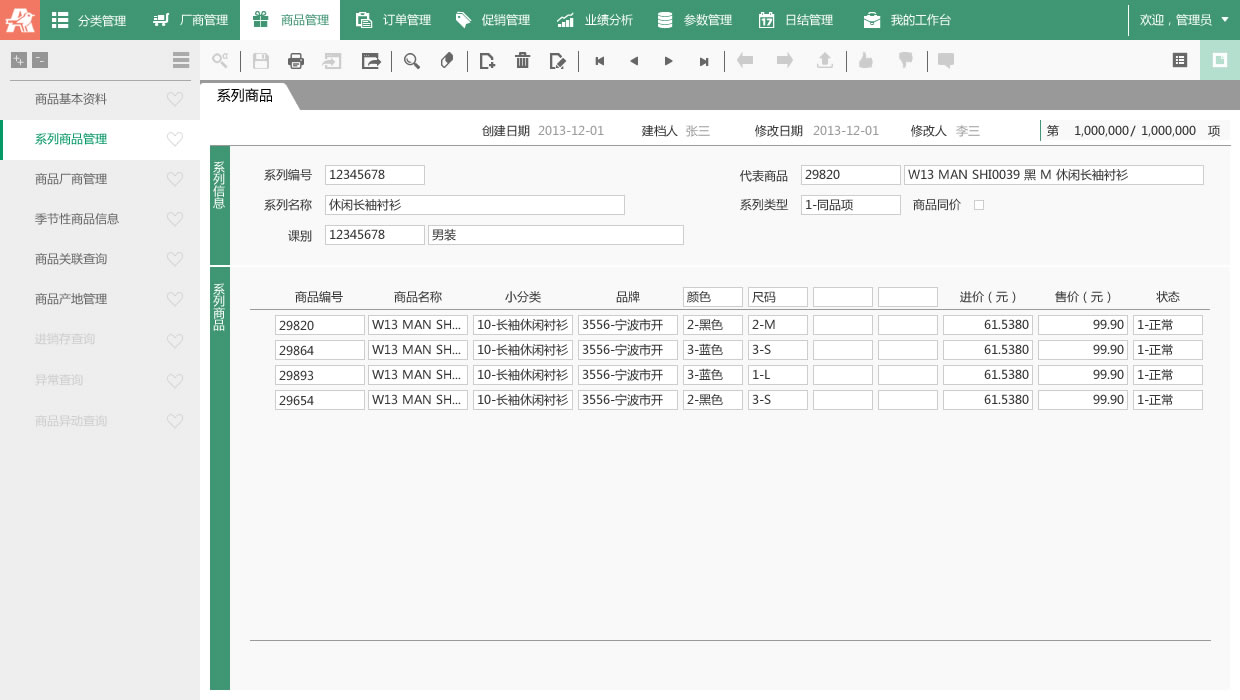 分类管理 厂商管理 商品管理 订单管理 促销管理 业绩分析 参数管理 日结管理 我的工作台 欢迎，管理员
商品基本资料
系列商品管理
商品厂商管理
季节性商品信息
商品关联查询
商品产地管理
进销存查询
异常查询
商品异动查询
系列商品
创建日期 2013-12-01 建档人 张三 修改日期 2013-12-01 修改人 李三 第 1,000,000/ 1,000,000 项
系列信息
系列编号 12345678 代表商品 29820 W13 MAN SHI0039 黑 M 休闲长袖衬衫
系列名称 休闲长袖衬衫 系列类型 1-同品项 商品同价
课别 12345678 男装
系列商品
商品编号 商品名称 小分类 品牌 颜色 尺码 进价（元） 售价（元） 状态
29820 W13 MAN SH... 10-长袖休闲衬衫 3556-宁波市开 2-黑色 2-M 61.5380 99.90 1-正常
29864 W13 MAN SH... 10-长袖休闲衬衫 3556-宁波市开 3-蓝色 3-S 61.5380 99.90 1-正常
29893 W13 MAN SH... 10-长袖休闲衬衫 3556-宁波市开 3-蓝色 1-L 61.5380 99.90 1-正常
29654 W13 MAN SH... 10-长袖休闲衬衫 3556-宁波市开 2-黑色 3-S 61.5380 99.90 1-正常